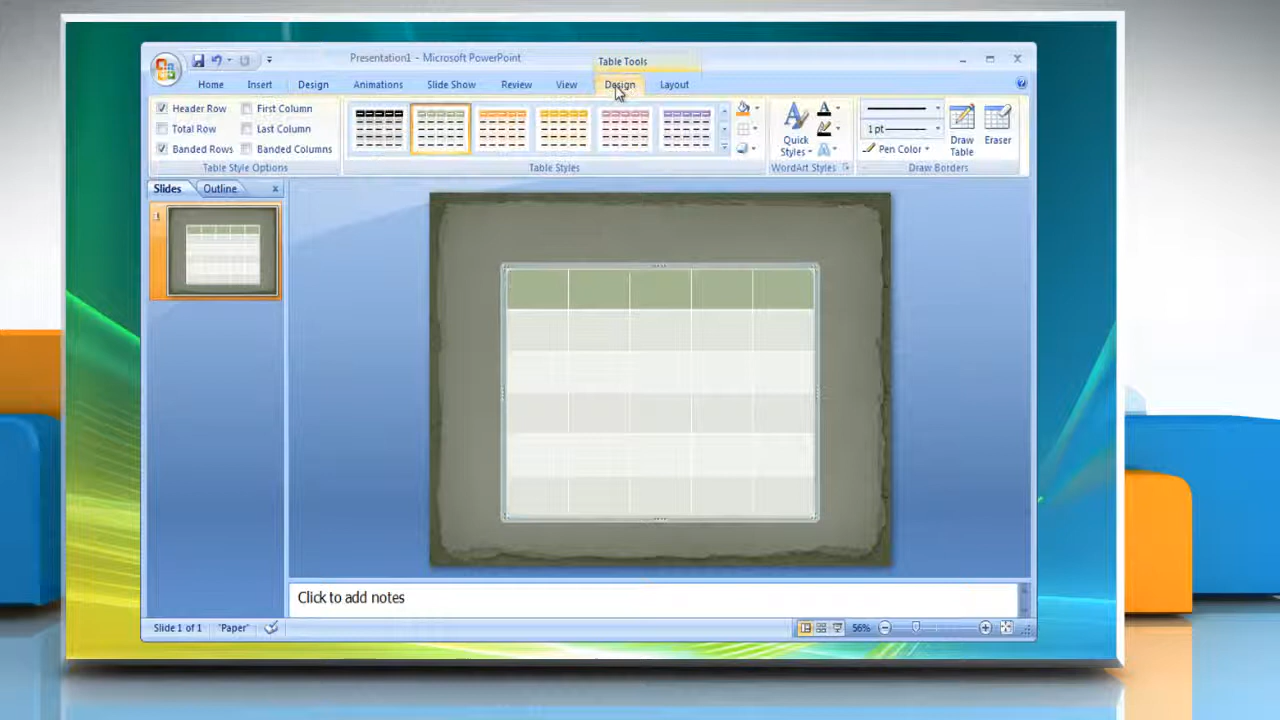 Presentation1 - Microsoft PowerPoint
Table Tools
Home Insert Design Animations Slide Show Review View Design Layout
Header Row First Column
Total Row Last Column
Banded Rows Banded Columns
Table Style Options
Table Styles
Quick Styles
WordArt Styles
1 pt
Pen Color
Draw Table
Eraser
Draw Borders
Slides Outline x
1
Click to add notes
Slide 1 of 1 "Paper" 56%